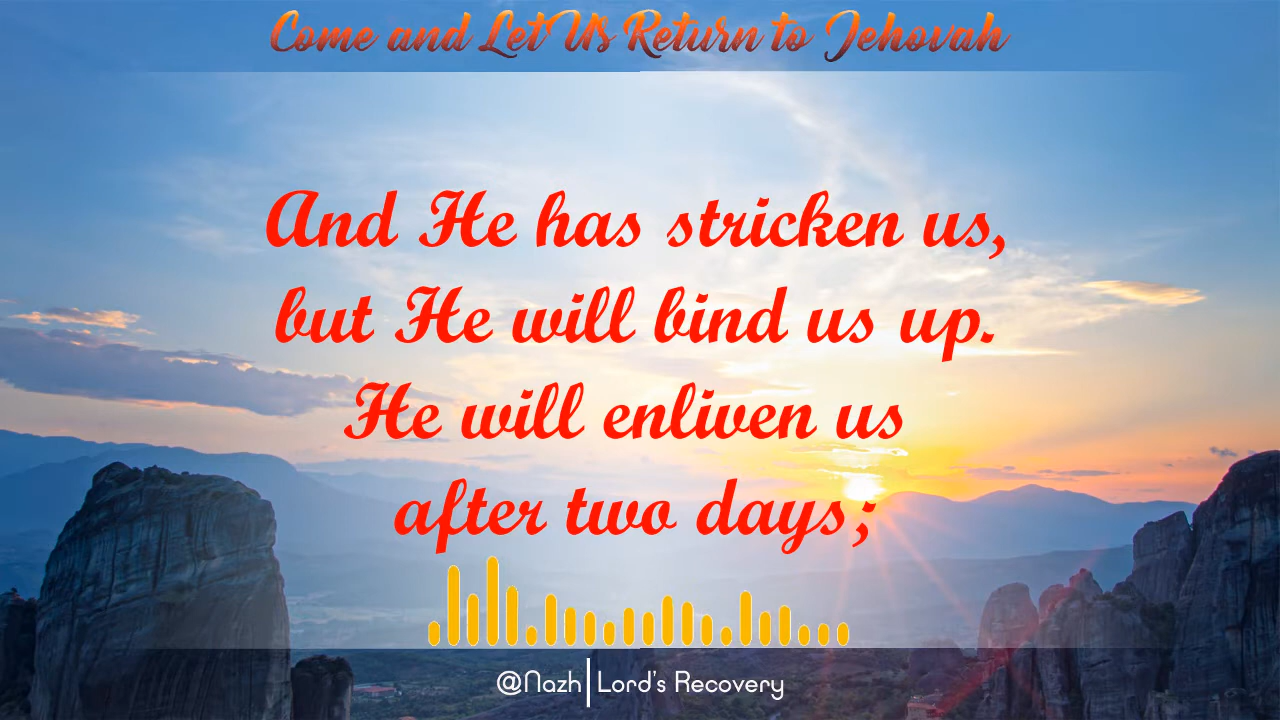 Come and Let Us Return to Jehovah
And He has stricken us,
but He will bind us up.
He will enliven us
after two days;
@Nazh|Lord's Recovery